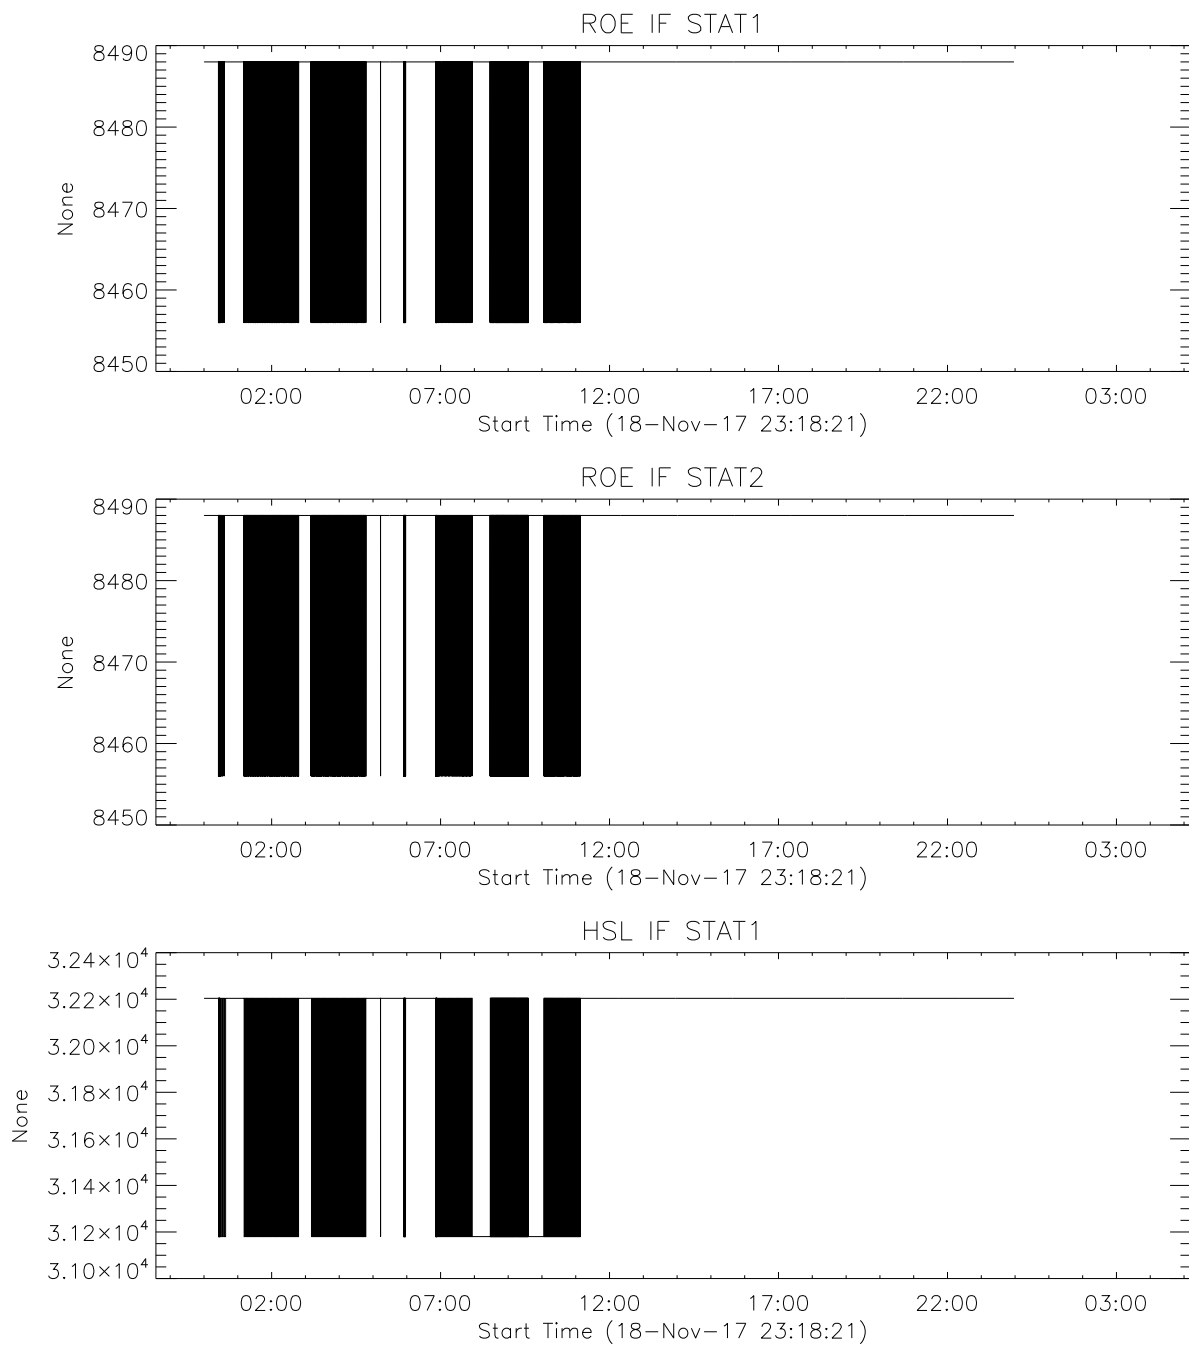 ROE IF STAT1
8490
8480
8470
8460
8450
None
02:00 07:00 12:00 17:00 22:00 03:00
Start Time (18-Nov-17 23:18:21)
ROE IF STAT2
8490
8480
8470
8460
8450
None
02:00 07:00 12:00 17:00 22:00 03:00
Start Time (18-Nov-17 23:18:21)
HSL IF STAT1
3.24×10⁴
3.22×10⁴
3.20×10⁴
3.18×10⁴
3.16×10⁴
3.14×10⁴
3.12×10⁴
3.10×10⁴
None
02:00 07:00 12:00 17:00 22:00 03:00
Start Time (18-Nov-17 23:18:21)